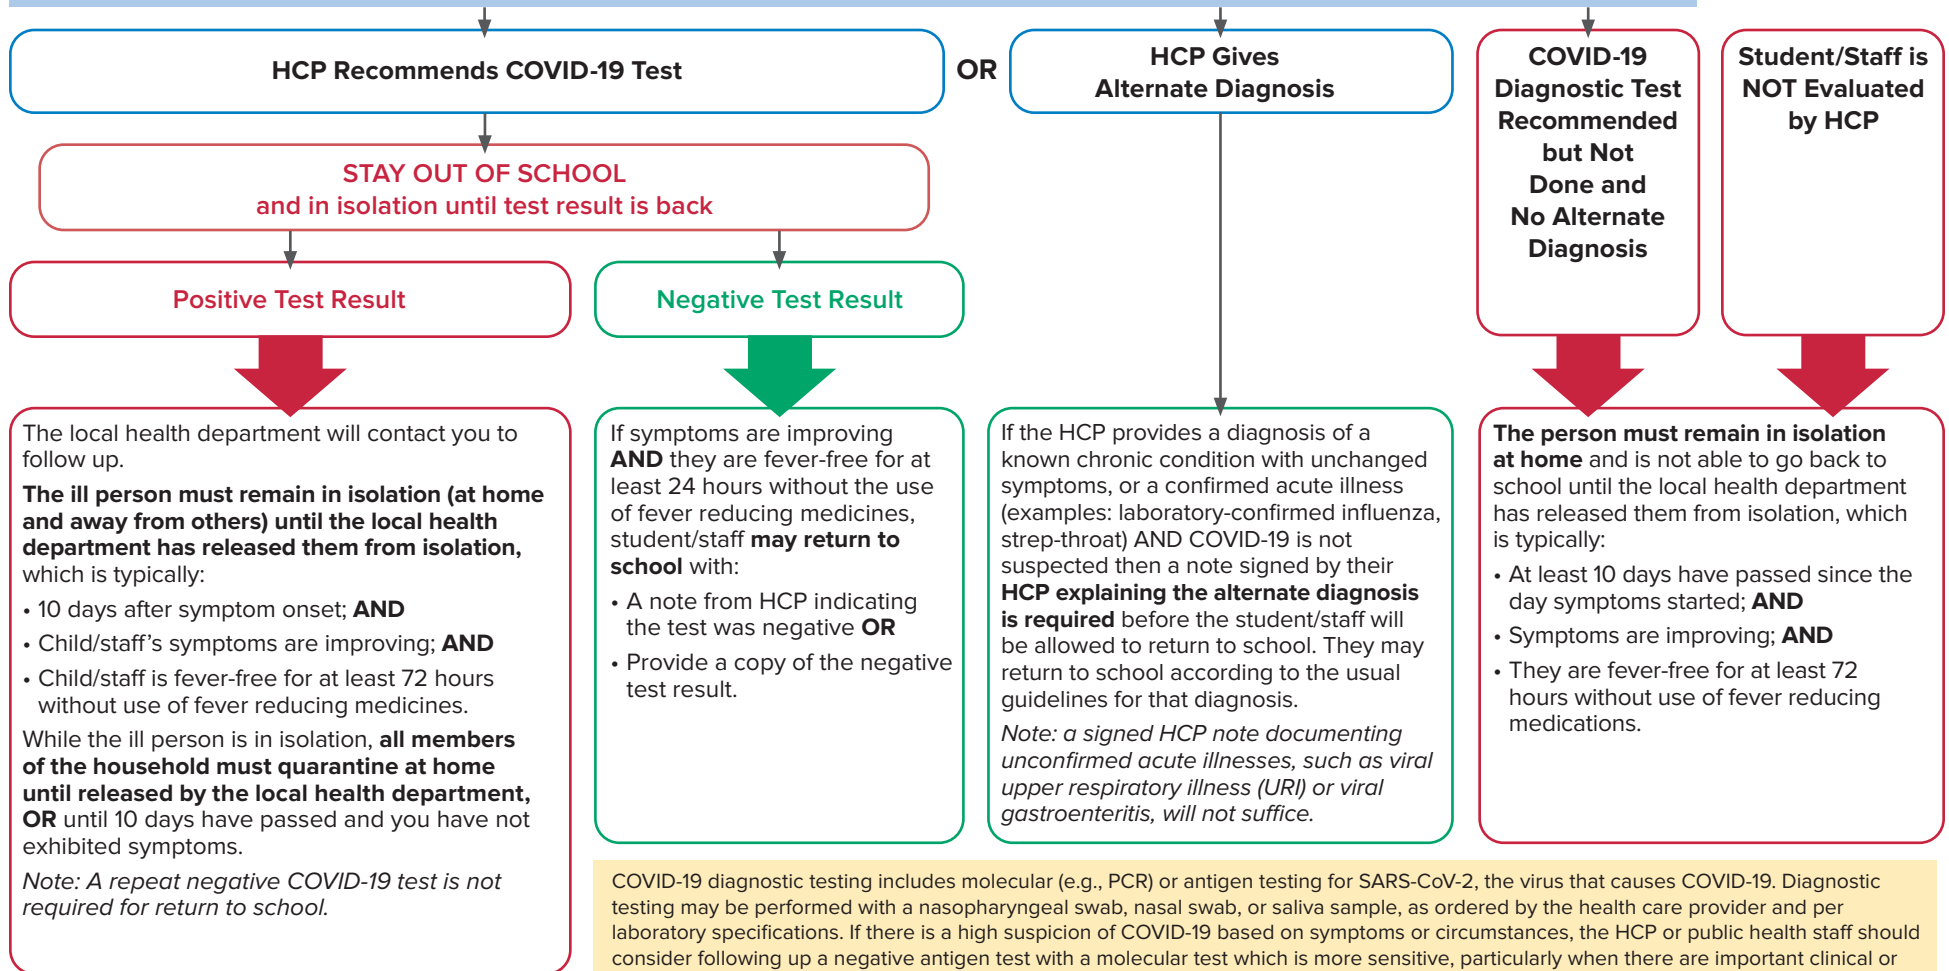 HCP Recommends COVID-19 Test
OR
HCP Gives
Alternate Diagnosis
COVID-19
Diagnostic Test
Recommended
but Not
Done and
No Alternate
Diagnosis
Student/Staff is
NOT Evaluated
by HCP
STAY OUT OF SCHOOL
and in isolation until test result is back
Positive Test Result
Negative Test Result
The local health department will contact you to
follow up.
The ill person must remain in isolation (at home
and away from others) until the local health
department has released them from isolation,
which is typically:
• 10 days after symptom onset; AND
• Child/staff’s symptoms are improving; AND
• Child/staff is fever-free for at least 72 hours
without use of fever reducing medicines.
While the ill person is in isolation, all members
of the household must quarantine at home
until released by the local health department,
OR until 10 days have passed and you have not
exhibited symptoms.
Note: A repeat negative COVID-19 test is not
required for return to school.
If symptoms are improving
AND they are fever-free for at
least 24 hours without the use
of fever reducing medicines,
student/staff may return to
school with:
• A note from HCP indicating
the test was negative OR
• Provide a copy of the negative
test result.
If the HCP provides a diagnosis of a
known chronic condition with unchanged
symptoms, or a confirmed acute illness
(examples: laboratory-confirmed influenza,
strep-throat) AND COVID-19 is not
suspected then a note signed by their
HCP explaining the alternate diagnosis
is required before the student/staff will
be allowed to return to school. They may
return to school according to the usual
guidelines for that diagnosis.
Note: a signed HCP note documenting
unconfirmed acute illnesses, such as viral
upper respiratory illness (URI) or viral
gastroenteritis, will not suffice.
The person must remain in isolation
at home and is not able to go back to
school until the local health department
has released them from isolation, which
is typically:
• At least 10 days have passed since the
day symptoms started; AND
• Symptoms are improving; AND
• They are fever-free for at least 72
hours without use of fever reducing
medications.
COVID-19 diagnostic testing includes molecular (e.g., PCR) or antigen testing for SARS-CoV-2, the virus that causes COVID-19. Diagnostic
testing may be performed with a nasopharyngeal swab, nasal swab, or saliva sample, as ordered by the health care provider and per
laboratory specifications. If there is a high suspicion of COVID-19 based on symptoms or circumstances, the HCP or public health staff should
consider following up a negative antigen test with a molecular test which is more sensitive, particularly when there are important clinical or